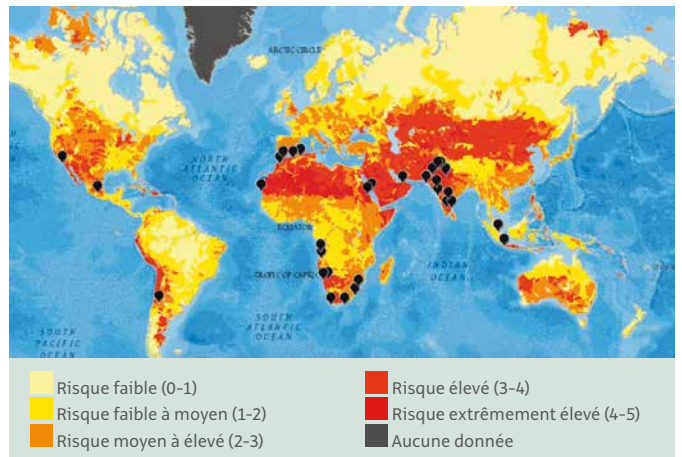 ARCTIC CIRCLE
NORTH
ATLANTIC
OCEAN
EQUATOR
TROPIC OF CAPRIC
INDIAN
OCEAN
SOUTH
ATLANTIC
OCEAN
SOUTH
PACIFIC
OCEAN
Risque faible (0-1)
Risque faible à moyen (1-2)
Risque moyen à élevé (2-3)
Risque élevé (3-4)
Risque extrêmement élevé (4-5)
Aucune donnée